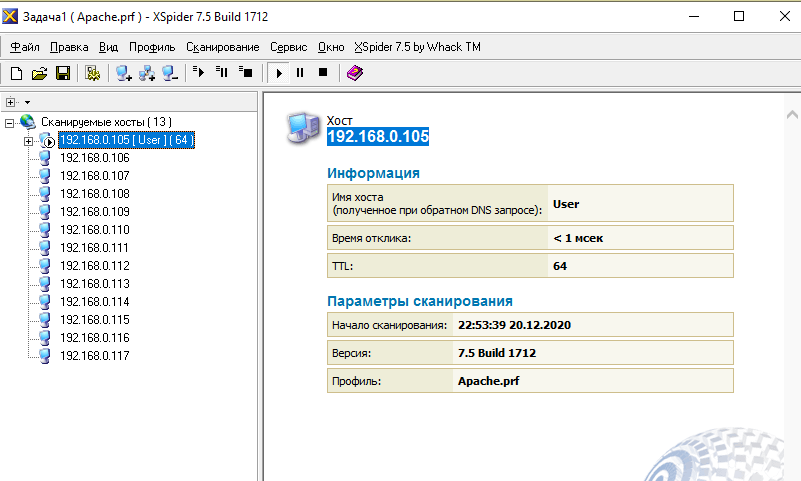 Задача1 ( Apache.prf ) - XSpider 7.5 Build 1712
Файл Правка Вид Профиль Сканирование Сервис Окно XSpider 7.5 by Whack TM
Сканируемые хосты ( 13 )
192.168.0.105 [ User ] ( 64 )
192.168.0.106
192.168.0.107
192.168.0.108
192.168.0.109
192.168.0.110
192.168.0.111
192.168.0.112
192.168.0.113
192.168.0.114
192.168.0.115
192.168.0.116
192.168.0.117
Хост
192.168.0.105
Информация
Имя хоста
(полученное при обратном DNS запросе): User
Время отклика: < 1 мсек
TTL: 64
Параметры сканирования
Начало сканирования: 22:53:39 20.12.2020
Версия: 7.5 Build 1712
Профиль: Apache.prf